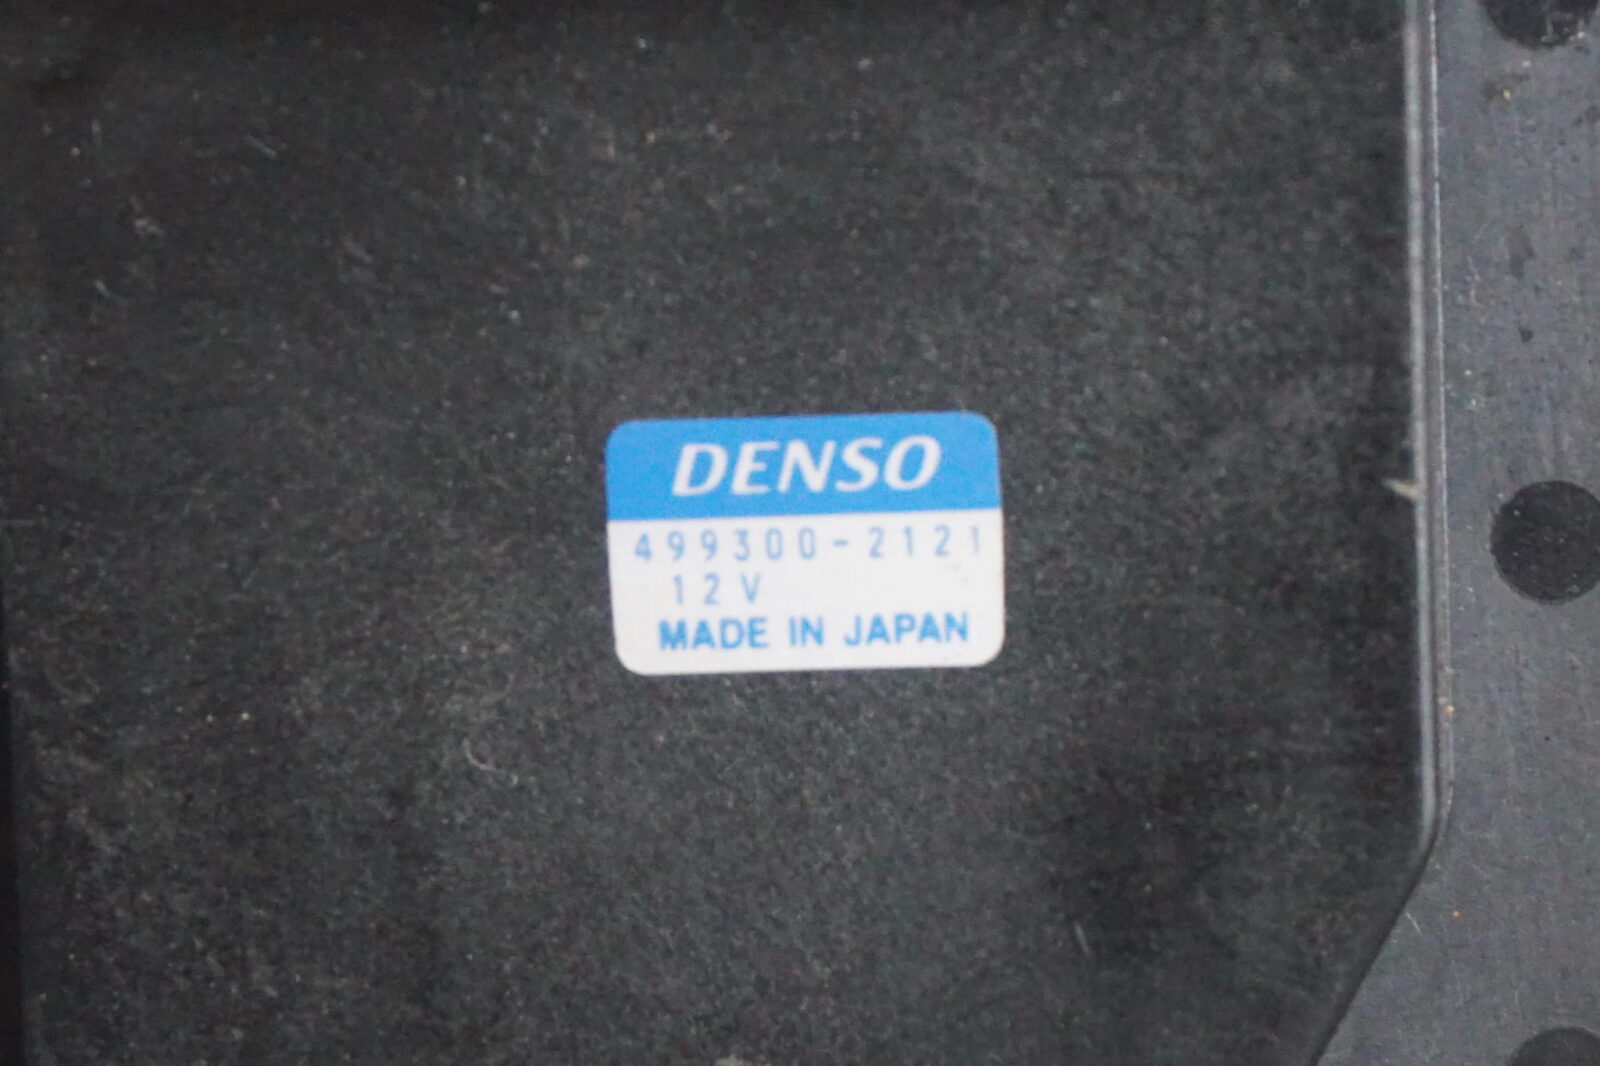 DENSO
499300-2121
12V
MADE IN JAPAN